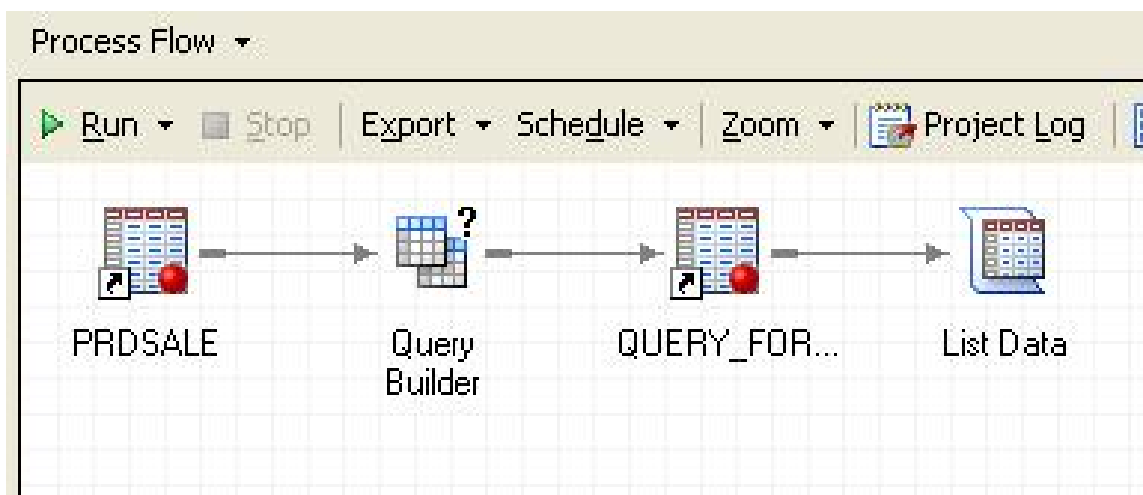 Process Flow
Run Stop Export Schedule Zoom Project Log
PRDSALE
Query
Builder
QUERY_FOR...
List Data